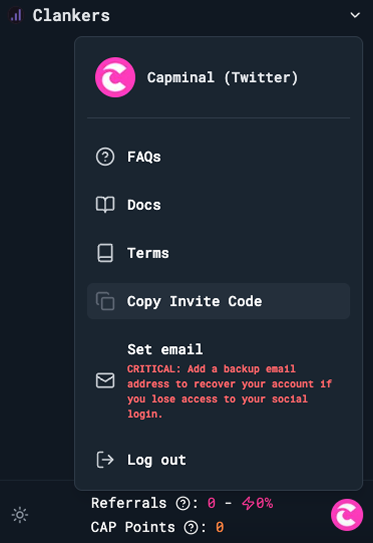 Clankers
Capminal (Twitter)
FAQs
Docs
Terms
Copy Invite Code
Set email
CRITICAL: Add a backup email
address to recover your account if
you lose access to your social
login.
Log out
Referrals ?: 0 - 0%
CAP Points ?: 0